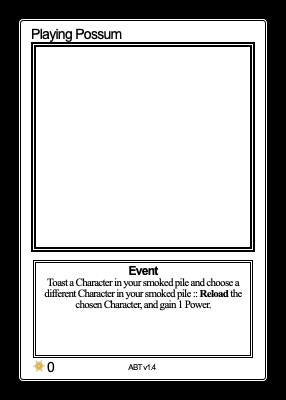 Playing Possum
Event
Toast a Character in your smoked pile and choose a
different Character in your smoked pile :: Reload the
chosen Character, and gain 1 Power.
0
ABT v1.4